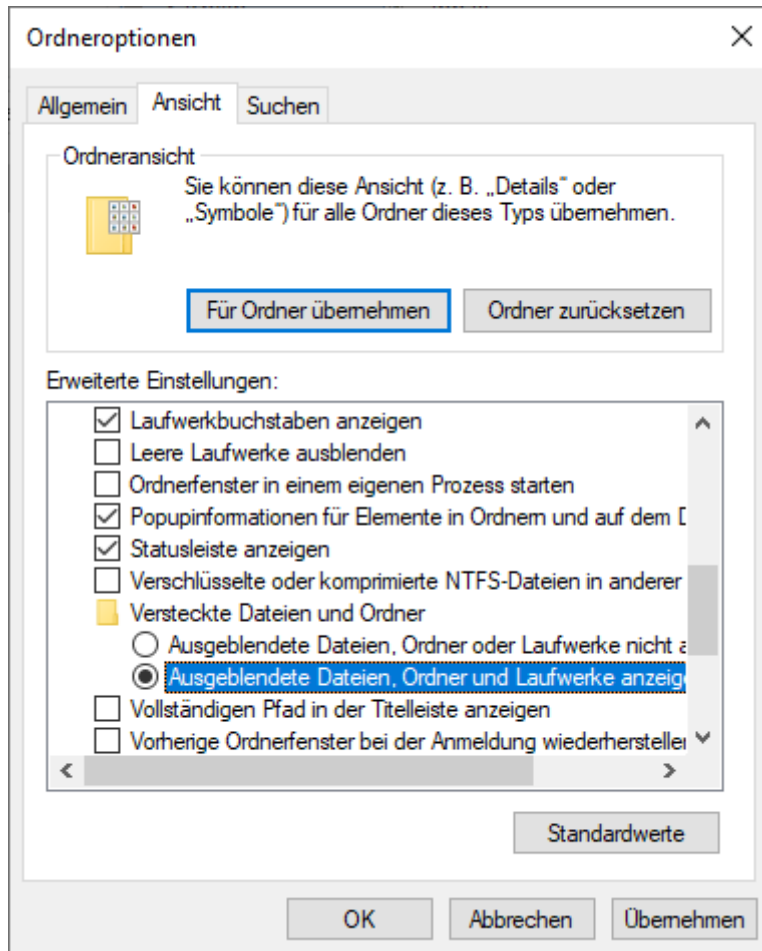 Ordneroptionen
Allgemein
Ansicht
Suchen
Ordneransicht
Sie können diese Ansicht (z. B. „Details" oder
„Symbole") für alle Ordner dieses Typs übernehmen.
Für Ordner übernehmen
Ordner zurücksetzen
Erweiterte Einstellungen:
Laufwerkbuchstaben anzeigen
Leere Laufwerke ausblenden
Ordnerfenster in einem eigenen Prozess starten
Popupinformationen für Elemente in Ordnern und auf dem D
Statusleiste anzeigen
Verschlüsselte oder komprimierte NTFS-Dateien in anderer
Versteckte Dateien und Ordner
Ausgeblendete Dateien, Ordner oder Laufwerke nicht a
Ausgeblendete Dateien, Ordner und Laufwerke anzeige
Vollständigen Pfad in der Titelleiste anzeigen
Vorherige Ordnerfenster bei der Anmeldung wiederherstellen
Standardwerte
OK
Abbrechen
Übernehmen